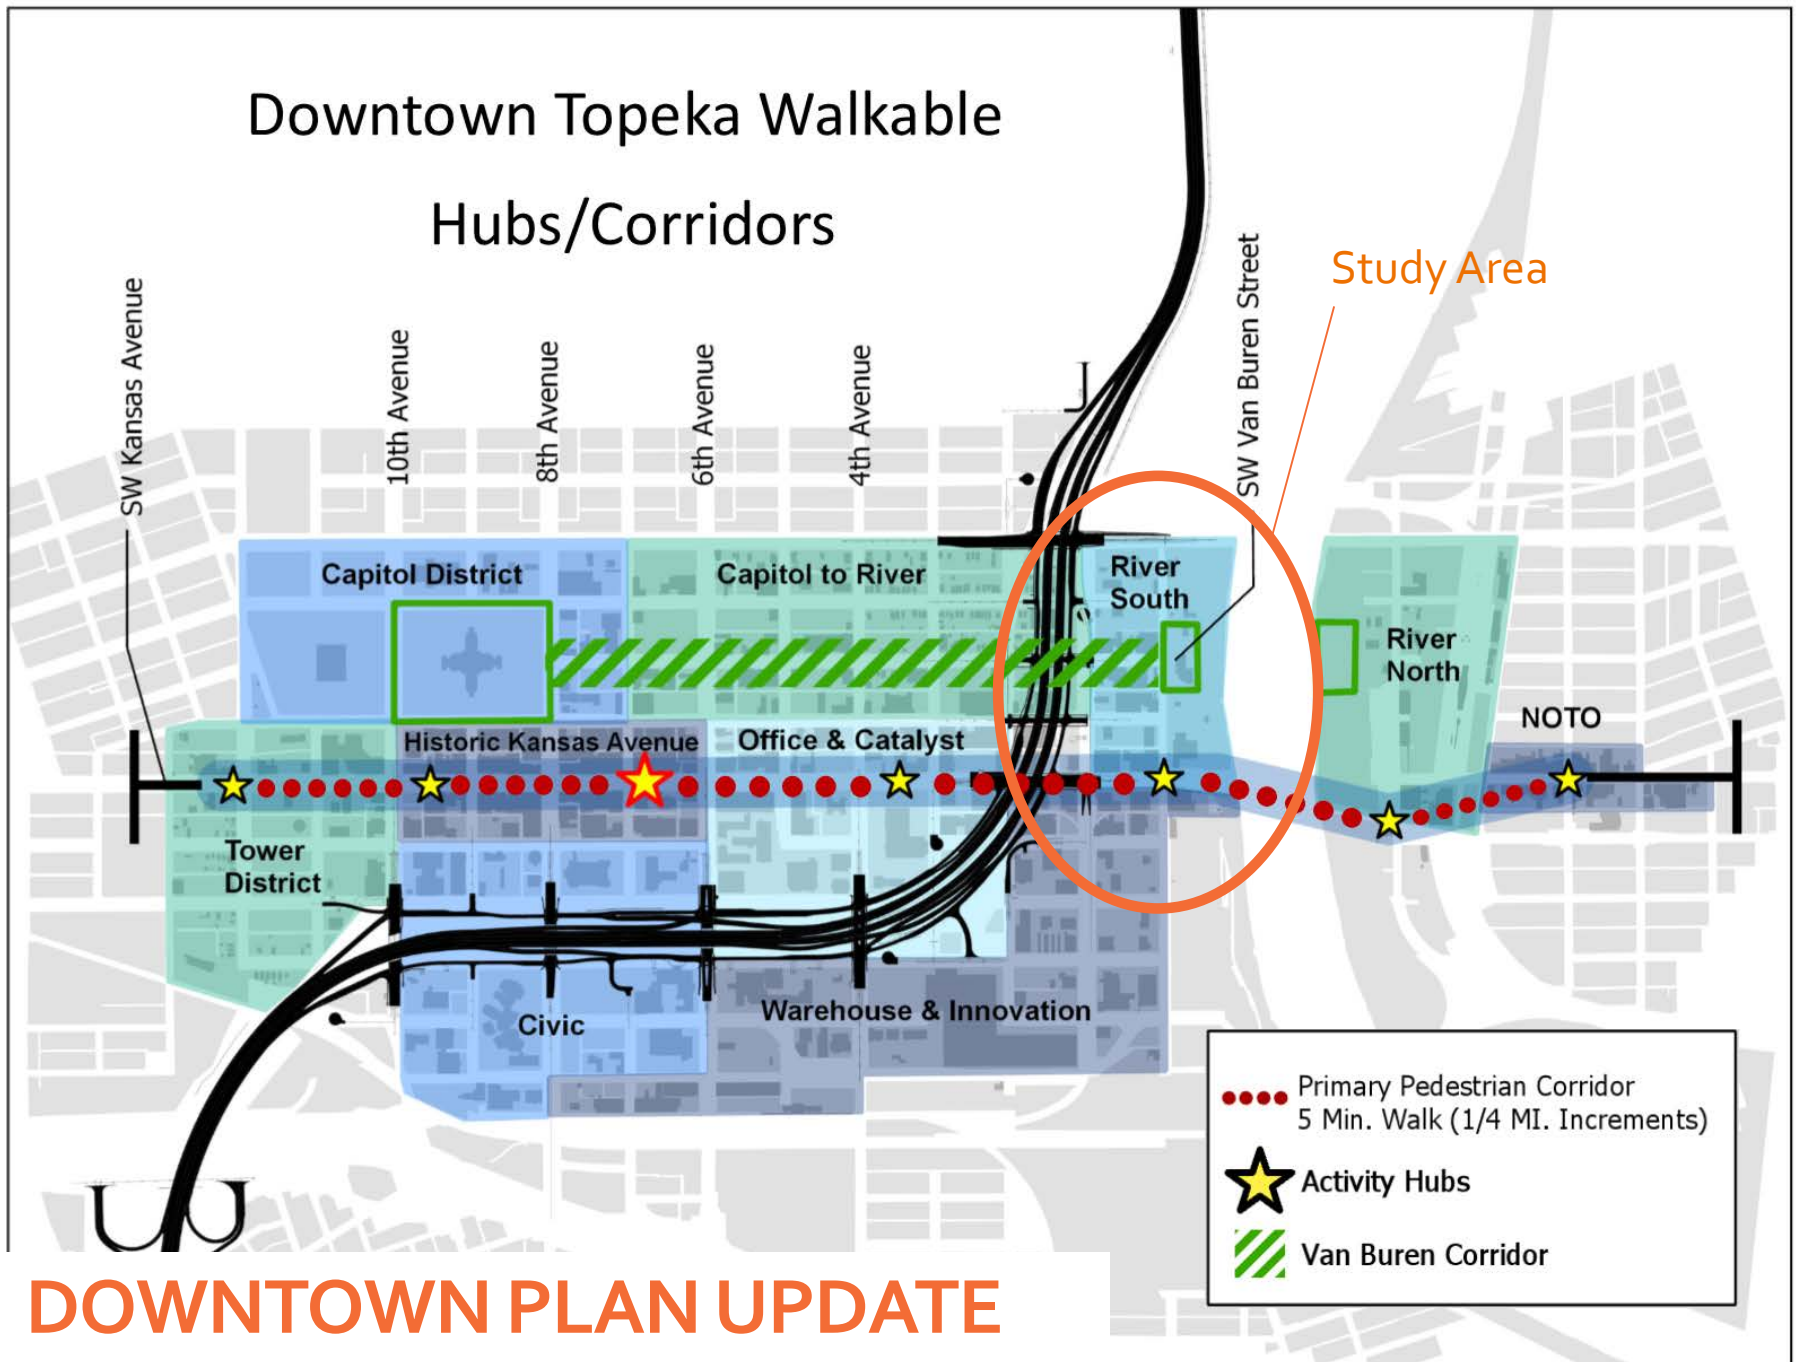 Downtown Topeka Walkable
Hubs/Corridors
SW Kansas Avenue
10th Avenue
8th Avenue
6th Avenue
4th Avenue
SW Van Buren Street
Study Area
Capitol District
Capitol to River
River
South
River
North
NOTO
Historic Kansas Avenue
Office & Catalyst
Tower
District
Civic
Warehouse & Innovation
Primary Pedestrian Corridor
5 Min. Walk (1/4 MI. Increments)
Activity Hubs
Van Buren Corridor
DOWNTOWN PLAN UPDATE